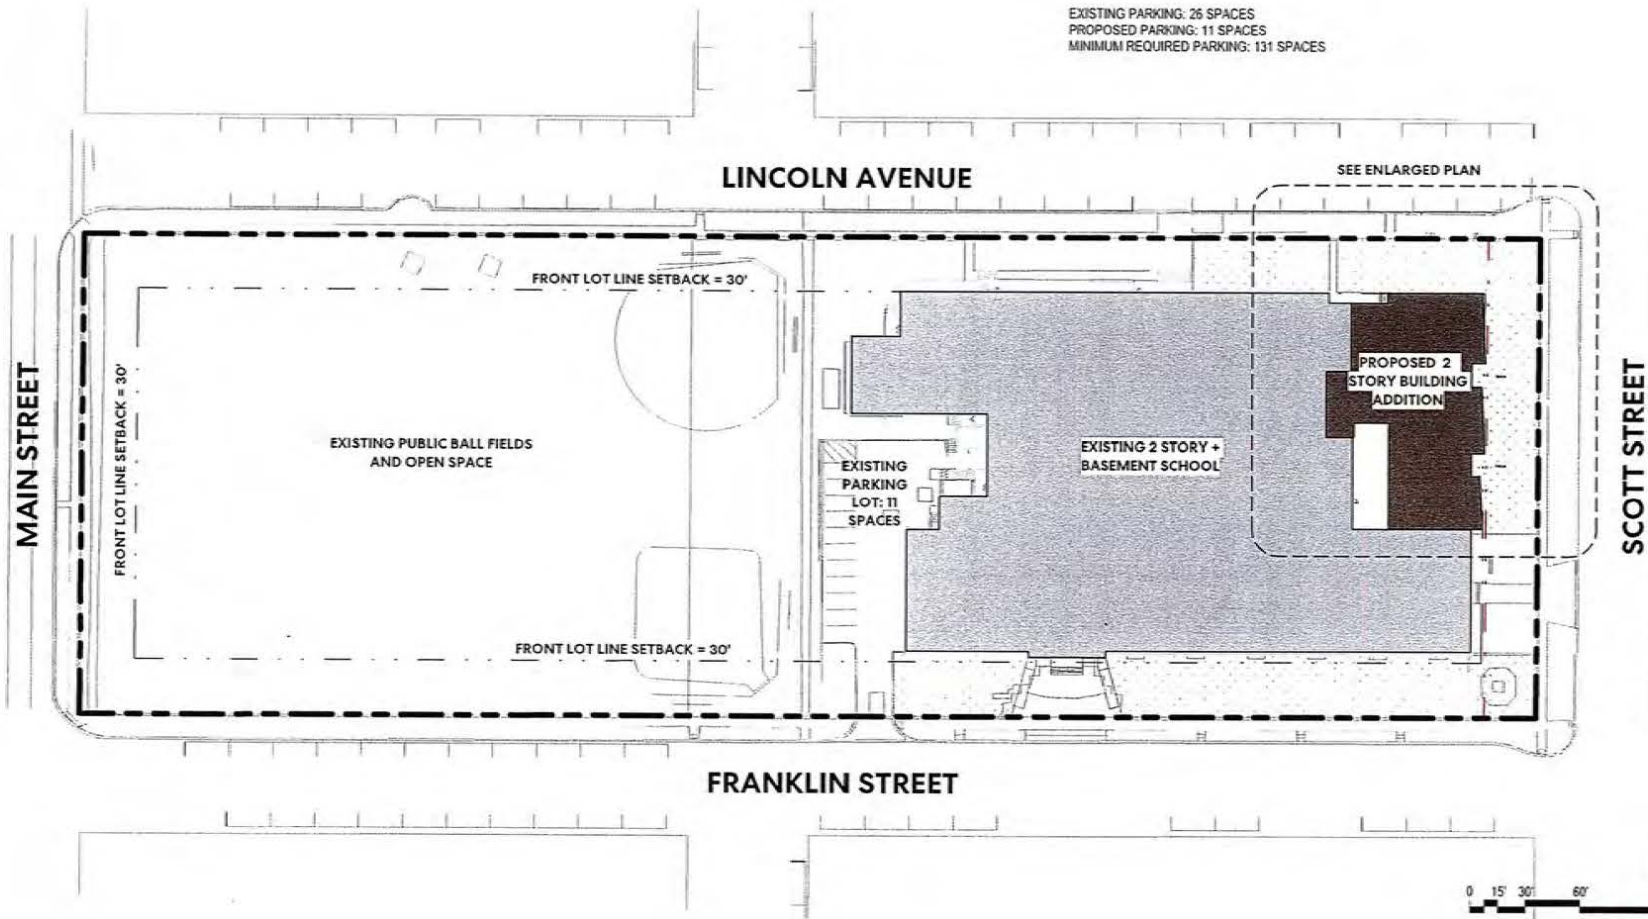 EXISTING PARKING: 26 SPACES
PROPOSED PARKING: 11 SPACES
MINIMUM REQUIRED PARKING: 131 SPACES
LINCOLN AVENUE
SEE ENLARGED PLAN
FRONT LOT LINE SETBACK = 30'
MAIN STREET
FRONT LOT LINE SETBACK = 30'
EXISTING PUBLIC BALL FIELDS
AND OPEN SPACE
EXISTING
PARKING
LOT: 11
SPACES
EXISTING 2 STORY +
BASEMENT SCHOOL
PROPOSED 2
STORY BUILDING
ADDITION
SCOTT STREET
FRONT LOT LINE SETBACK = 30'
FRANKLIN STREET
0 15' 30' 60'